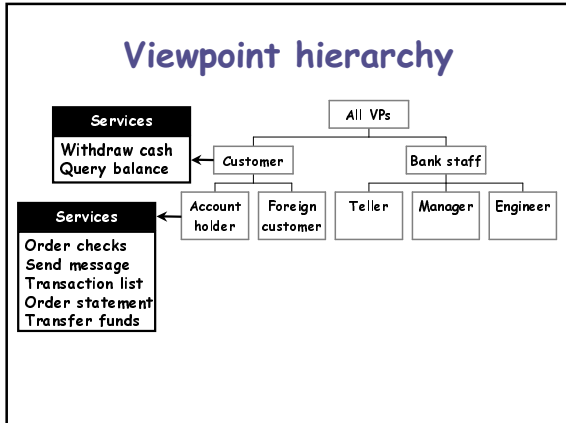 Viewpoint hierarchy
All VPs
Services
Withdraw cash
Query balance
Customer
Bank staff
Services
Order checks
Send message
Transaction list
Order statement
Transfer funds
Account
holder
Foreign
customer
Teller
Manager
Engineer